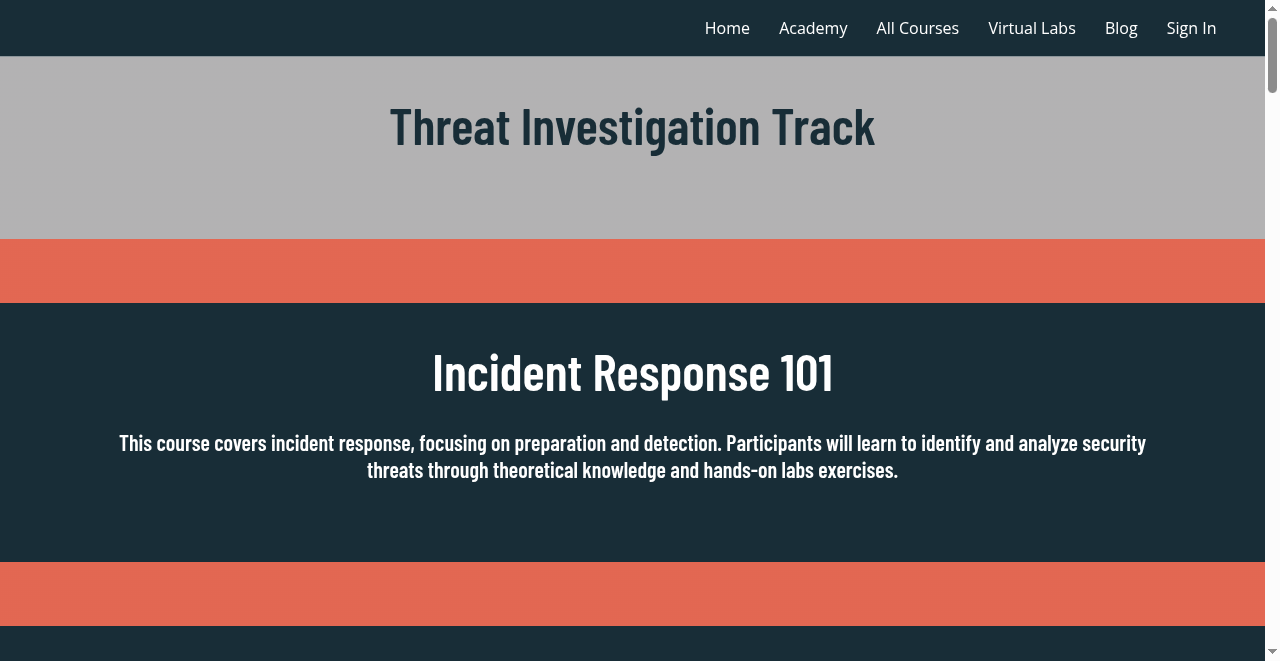 Home Academy All Courses Virtual Labs Blog Sign In
Threat Investigation Track
Incident Response 101
This course covers incident response, focusing on preparation and detection. Participants will learn to identify and analyze security
threats through theoretical knowledge and hands-on labs exercises.